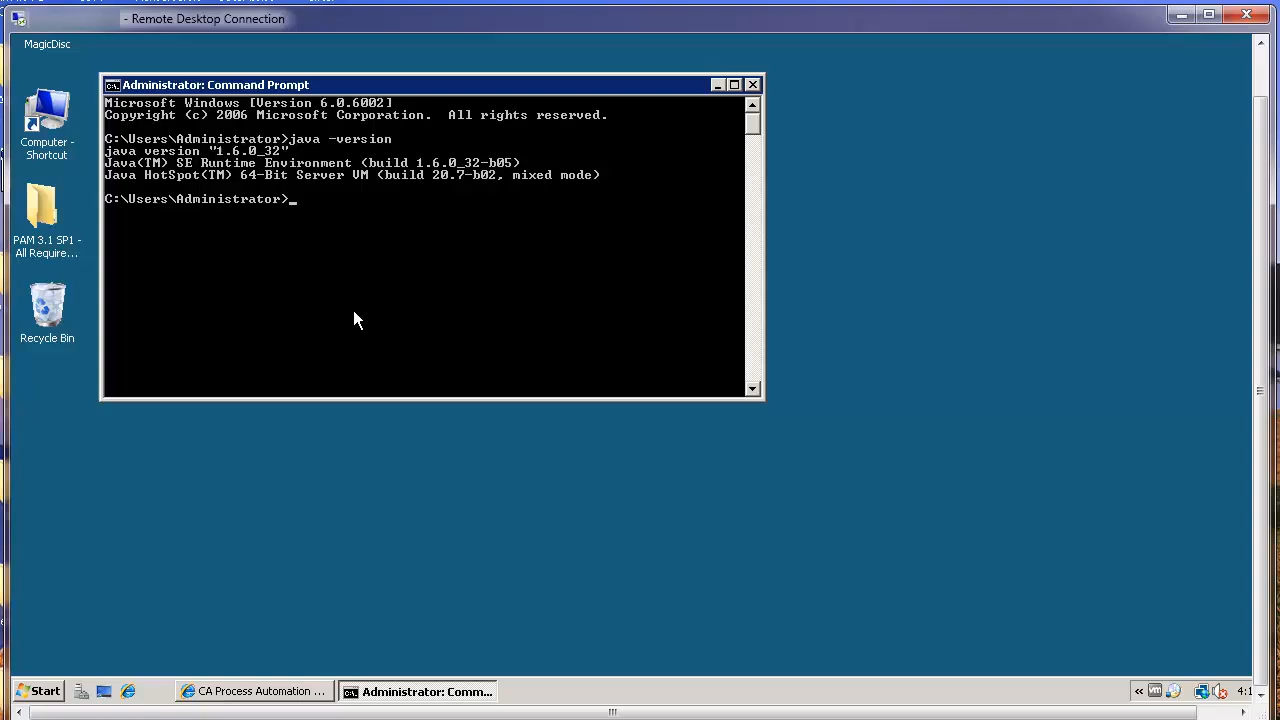 - Remote Desktop Connection
MagicDisc
Computer -
Shortcut
PAM 3.1 SP1 -
All Require...
Recycle Bin
Administrator: Command Prompt
Microsoft Windows [Version 6.0.6002]
Copyright (c) 2006 Microsoft Corporation.  All rights reserved.
C:\Users\Administrator>java -version
java version "1.6.0_32"
Java(TM) SE Runtime Environment (build 1.6.0_32-b05)
Java HotSpot(TM) 64-Bit Server VM (build 20.7-b02, mixed mode)
C:\Users\Administrator>_
Start
CA Process Automation ...
Administrator: Comm...
«
4:1